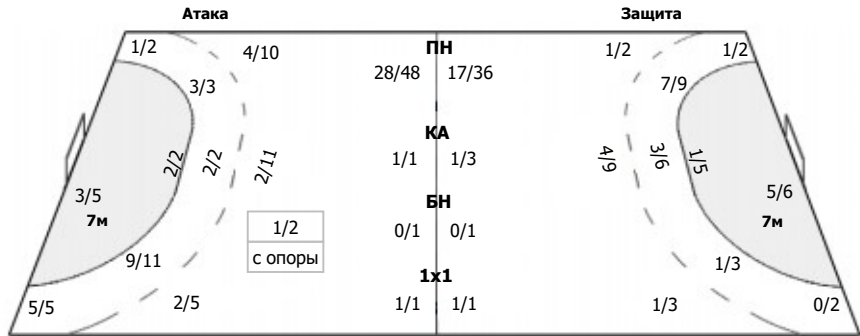 Атака Защита
1/2 4/10 ПН 1/2 1/2
28/48 17/36
3/3 7/9
КА
2/2 2/2 2/11 1/1 1/3 4/9 3/6 1/5
3/5 БН 5/6
7м 1/2 0/1 0/1 7м
с опоры
9/11 1/3
1х1
5/5 2/5 1/1 1/1 1/3 0/2